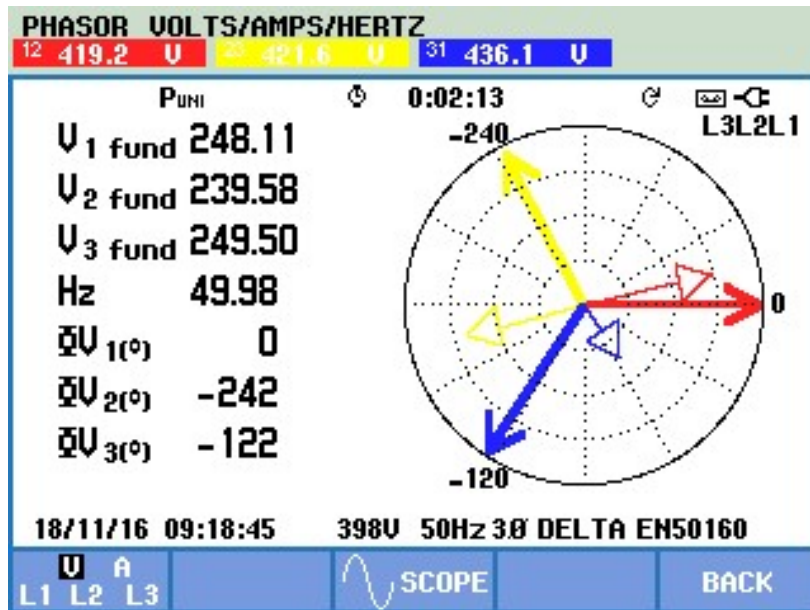 PHASOR VOLTS/AMPS/HERTZ
12 419.2 V 23 421.6 V 31 436.1 V
PUNI 0:02:13
L3L2L1
V1 fund 248.11
V2 fund 239.58
V3 fund 249.50
Hz 49.98
ΦV1(°) 0
ΦV2(°) -242
ΦV3(°) -122
-240
0
-120
18/11/16 09:18:45 398V 50Hz 3Ø DELTA EN50160
V A
L1 L2 L3
SCOPE
BACK